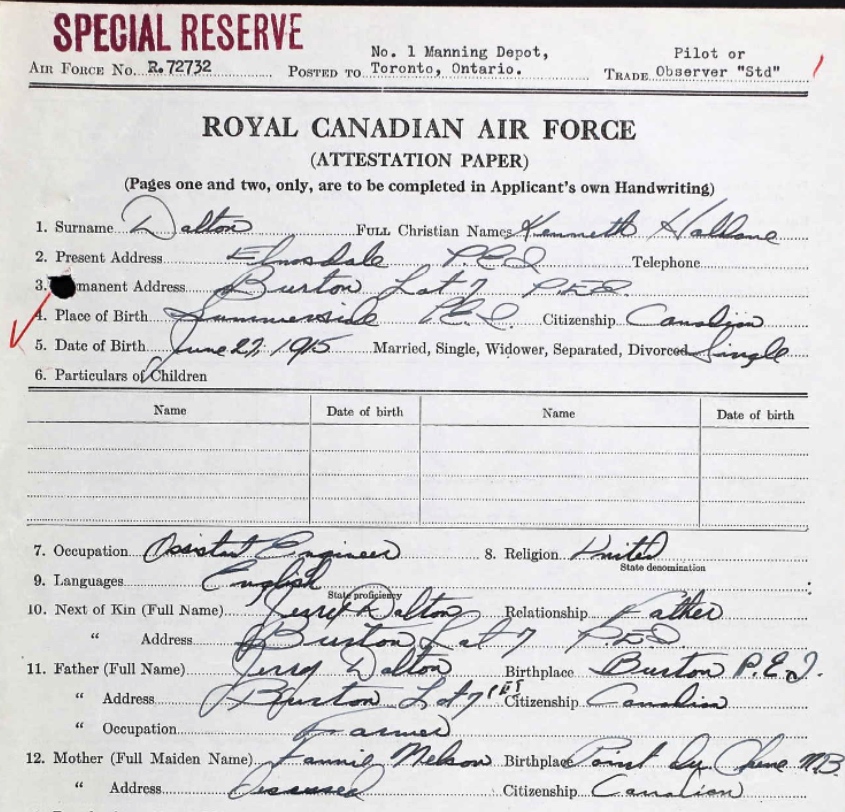 SPECIAL RESERVE
AIR FORCE No. R.72732 POSTED TO No. 1 Manning Depot, Toronto, Ontario. TRADE Pilot or Observer "Std"
ROYAL CANADIAN AIR FORCE
(ATTESTATION PAPER)
(Pages one and two, only, are to be completed in Applicant's own Handwriting)
1. Surname Dalton FULL Christian Names Kenneth
2. Present Address Elmsdale P.E.I. Telephone
3. manent Address Burton Lot 7 P.E.I.
4. Place of Birth Summerside P.E.I. Citizenship Canadian
5. Date of Birth June 27, 1915 Married, Single, Widower, Separated, Divorced Single
6. Particulars of Children
Name Date of birth Name Date of birth
7. Occupation Assistant Engineer 8. Religion United
State denomination
9. Languages English
State proficiency
10. Next of Kin (Full Name) Dalton Relationship Father
" Address Burton Lot 7 P.E.I.
11. Father (Full Name) Dalton Birthplace Burton P.E.I.
" Address Burton Lot 7 P.E.I Citizenship Canadian
" Occupation Farmer
12. Mother (Full Maiden Name) Fannie Birthplace Point du Chene N.B.
" Address Citizenship Canadian